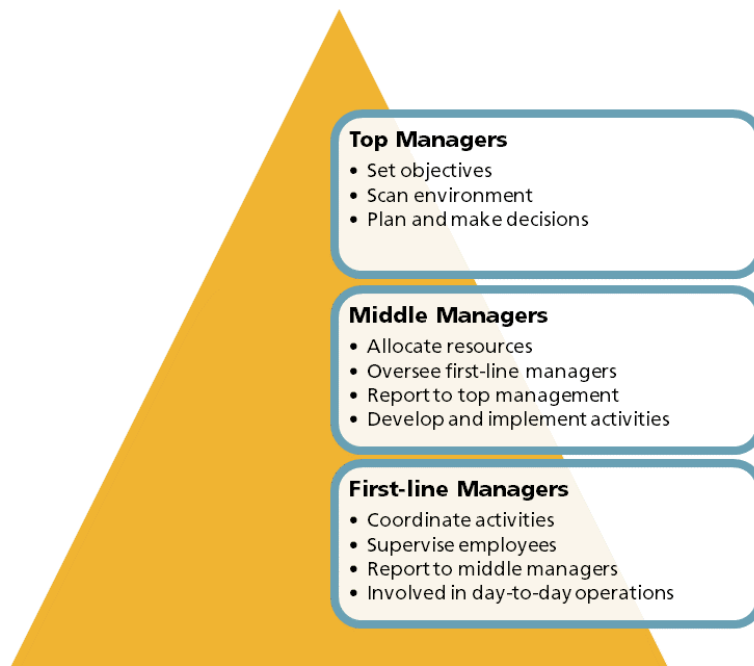 Top Managers
• Set objectives
• Scan environment
• Plan and make decisions
Middle Managers
• Allocate resources
• Oversee first-line managers
• Report to top management
• Develop and implement activities
First-line Managers
• Coordinate activities
• Supervise employees
• Report to middle managers
• Involved in day-to-day operations